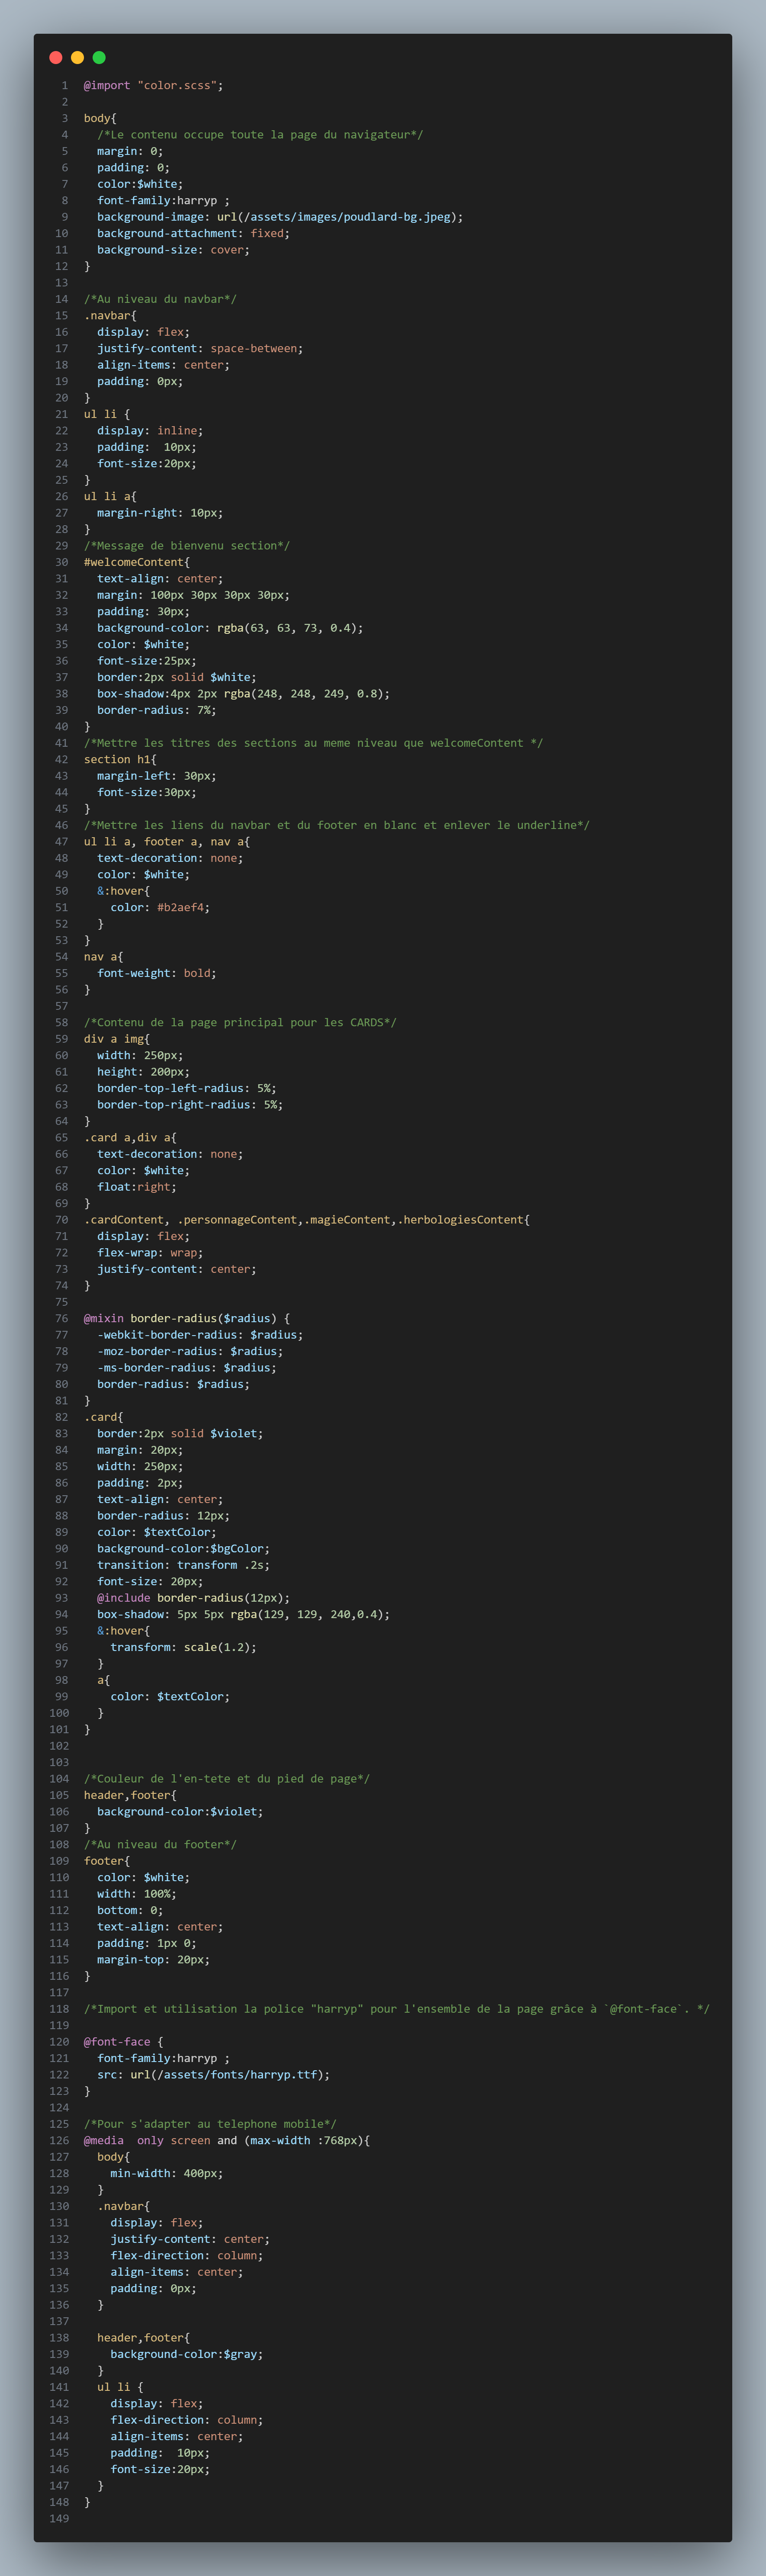 1 @import "color.scss";
2
3 body{
4   /*Le contenu occupe toute la page du navigateur*/
5   margin: 0;
6   padding: 0;
7   color:$white;
8   font-family:harryp ;
9   background-image: url(/assets/images/poudlard-bg.jpeg);
10   background-attachment: fixed;
11   background-size: cover;
12 }
13
14 /*Au niveau du navbar*/
15 .navbar{
16   display: flex;
17   justify-content: space-between;
18   align-items: center;
19   padding: 0px;
20 }
21 ul li {
22   display: inline;
23   padding:  10px;
24   font-size:20px;
25 }
26 ul li a{
27   margin-right: 10px;
28 }
29 /*Message de bienvenu section*/
30 #welcomeContent{
31   text-align: center;
32   margin: 100px 30px 30px 30px;
33   padding: 30px;
34   background-color: rgba(63, 63, 73, 0.4);
35   color: $white;
36   font-size:25px;
37   border:2px solid $white;
38   box-shadow:4px 2px rgba(248, 248, 249, 0.8);
39   border-radius: 7%;
40 }
41 /*Mettre les titres des sections au meme niveau que welcomeContent */
42 section h1{
43   margin-left: 30px;
44   font-size:30px;
45 }
46 /*Mettre les liens du navbar et du footer en blanc et enlever le underline*/
47 ul li a, footer a, nav a{
48   text-decoration: none;
49   color: $white;
50   &:hover{
51     color: #b2aef4;
52   }
53 }
54 nav a{
55   font-weight: bold;
56 }
57
58 /*Contenu de la page principal pour les CARDS*/
59 div a img{
60   width: 250px;
61   height: 200px;
62   border-top-left-radius: 5%;
63   border-top-right-radius: 5%;
64 }
65 .card a,div a{
66   text-decoration: none;
67   color: $white;
68   float:right;
69 }
70 .cardContent, .personnageContent,.magieContent,.herbologiesContent{
71   display: flex;
72   flex-wrap: wrap;
73   justify-content: center;
74 }
75
76 @mixin border-radius($radius) {
77   -webkit-border-radius: $radius;
78   -moz-border-radius: $radius;
79   -ms-border-radius: $radius;
80   border-radius: $radius;
81 }
82 .card{
83   border:2px solid $violet;
84   margin: 20px;
85   width: 250px;
86   padding: 2px;
87   text-align: center;
88   border-radius: 12px;
89   color: $textColor;
90   background-color:$bgColor;
91   transition: transform .2s;
92   font-size: 20px;
93   @include border-radius(12px);
94   box-shadow: 5px 5px rgba(129, 129, 240,0.4);
95   &:hover{
96     transform: scale(1.2);
97   }
98   a{
99     color: $textColor;
100   }
101 }
102
103
104 /*Couleur de l'en-tete et du pied de page*/
105 header,footer{
106   background-color:$violet;
107 }
108 /*Au niveau du footer*/
109 footer{
110   color: $white;
111   width: 100%;
112   bottom: 0;
113   text-align: center;
114   padding: 1px 0;
115   margin-top: 20px;
116 }
117
118 /*Import et utilisation la police "harryp" pour l'ensemble de la page grâce à `@font-face`. */
119
120 @font-face {
121   font-family:harryp ;
122   src: url(/assets/fonts/harryp.ttf);
123 }
124
125 /*Pour s'adapter au telephone mobile*/
126 @media  only screen and (max-width :768px){
127   body{
128     min-width: 400px;
129   }
130   .navbar{
131     display: flex;
132     justify-content: center;
133     flex-direction: column;
134     align-items: center;
135     padding: 0px;
136   }
137
138   header,footer{
139     background-color:$gray;
140   }
141   ul li {
142     display: flex;
143     flex-direction: column;
144     align-items: center;
145     padding:  10px;
146     font-size:20px;
147   }
148 }
149